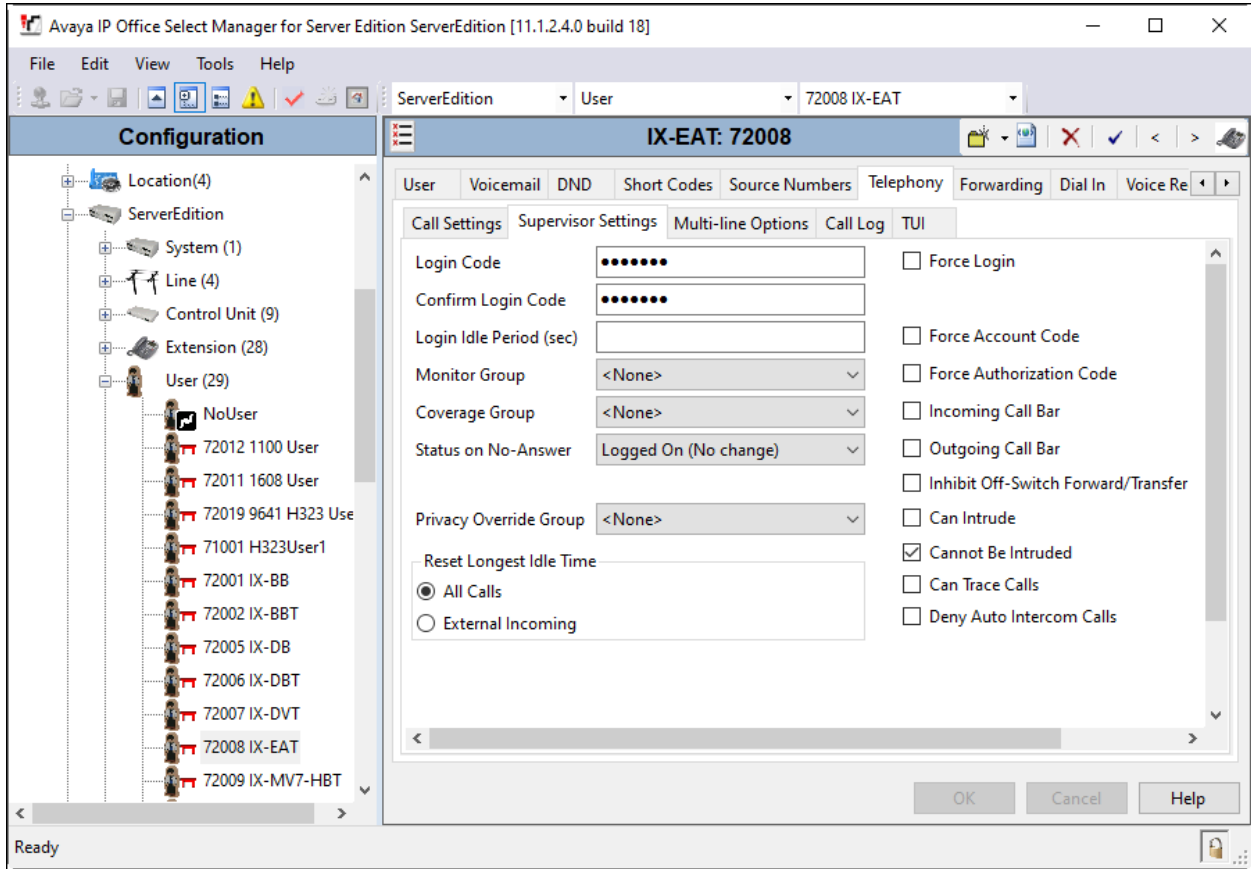 Avaya IP Office Select Manager for Server Edition ServerEdition [11.1.2.4.0 build 18]
File Edit View Tools Help
ServerEdition User 72008 IX-EAT
Configuration
Location(4)
ServerEdition
System (1)
Line (4)
Control Unit (9)
Extension (28)
User (29)
NoUser
72012 1100 User
72011 1608 User
72019 9641 H323 Use
71001 H323User1
72001 IX-BB
72002 IX-BBT
72005 IX-DB
72006 IX-DBT
72007 IX-DVT
72008 IX-EAT
72009 IX-MV7-HBT
IX-EAT: 72008
User Voicemail DND Short Codes Source Numbers Telephony Forwarding Dial In Voice Re
Call Settings Supervisor Settings Multi-line Options Call Log TUI
Login Code ●●●●●●● Force Login
Confirm Login Code ●●●●●●●
Login Idle Period (sec) Force Account Code
Monitor Group <None> Force Authorization Code
Coverage Group <None> Incoming Call Bar
Status on No-Answer Logged On (No change) Outgoing Call Bar
Inhibit Off-Switch Forward/Transfer
Privacy Override Group <None> Can Intrude
Reset Longest Idle Time Cannot Be Intruded
All Calls Can Trace Calls
External Incoming Deny Auto Intercom Calls
OK Cancel Help
Ready